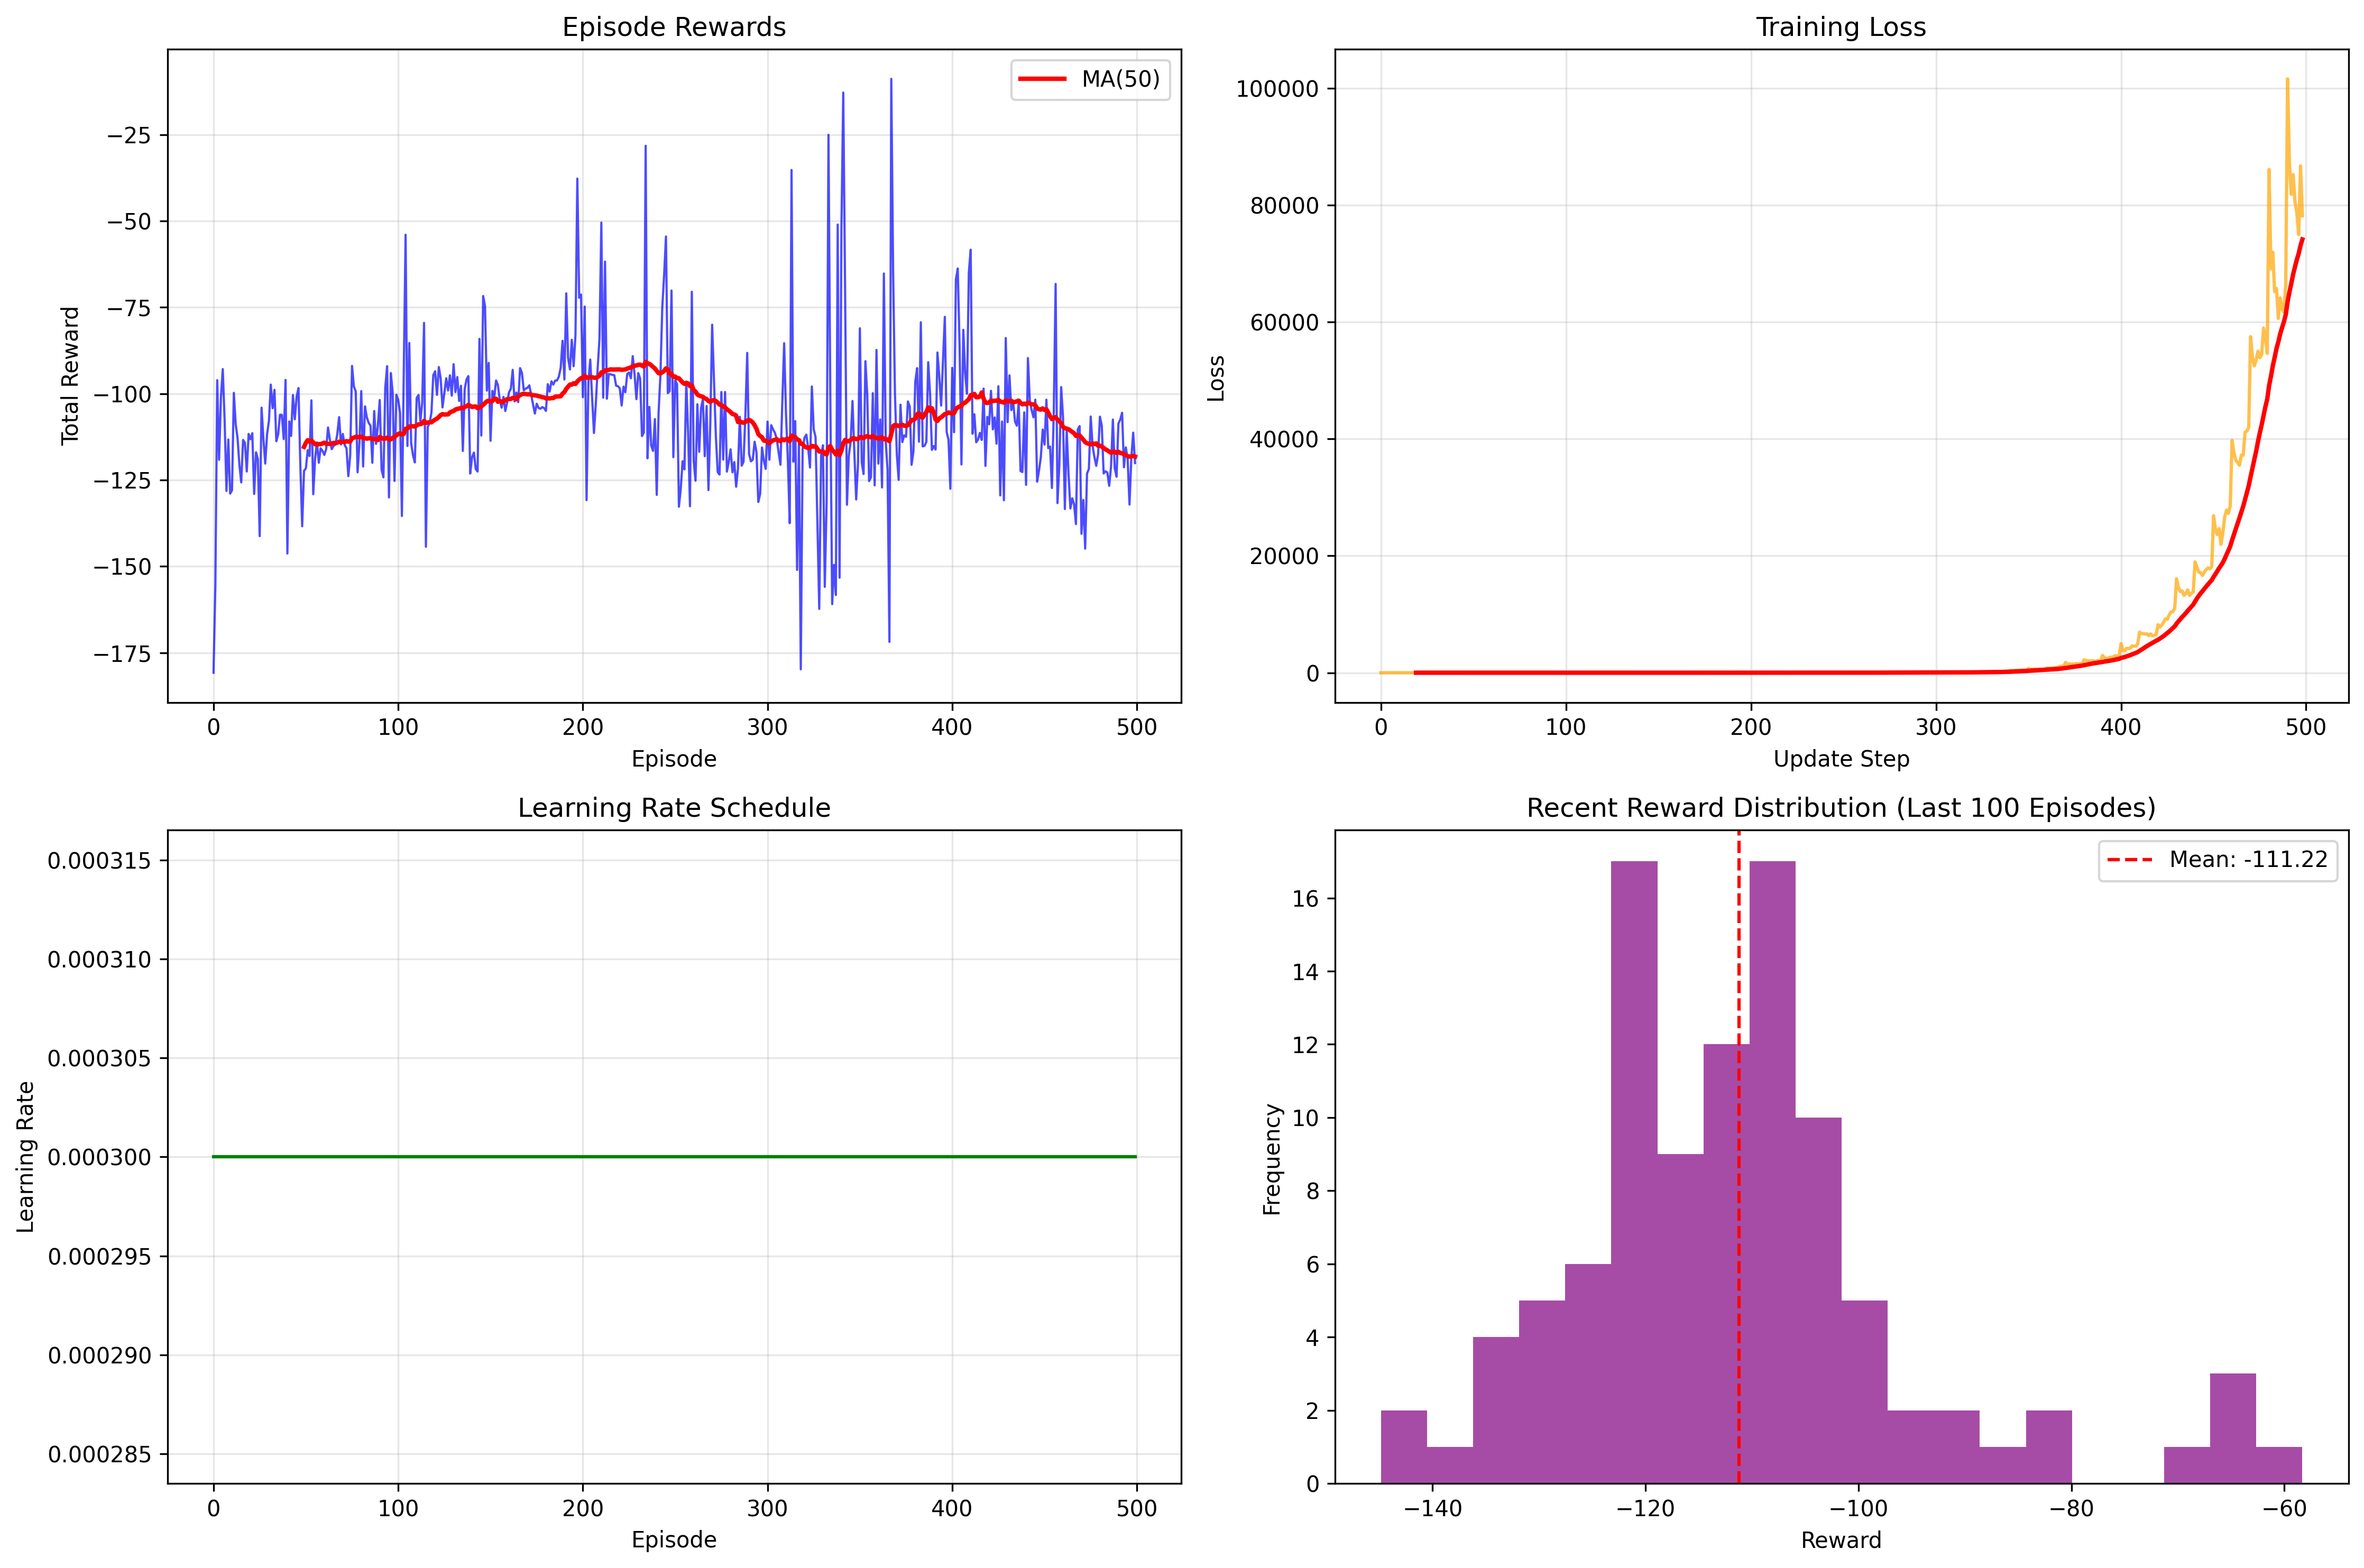 Episode Rewards
MA(50)
−25
−50
−75
−100
−125
−150
−175
Total Reward
0 100 200 300 400 500
Episode
Training Loss
100000
80000
60000
40000
20000
0
Loss
0 100 200 300 400 500
Update Step
Learning Rate Schedule
0.000315
0.000310
0.000305
0.000300
0.000295
0.000290
0.000285
Learning Rate
0 100 200 300 400 500
Episode
Recent Reward Distribution (Last 100 Episodes)
Mean: -111.22
16
14
12
10
8
6
4
2
0
Frequency
−140 −120 −100 −80 −60
Reward